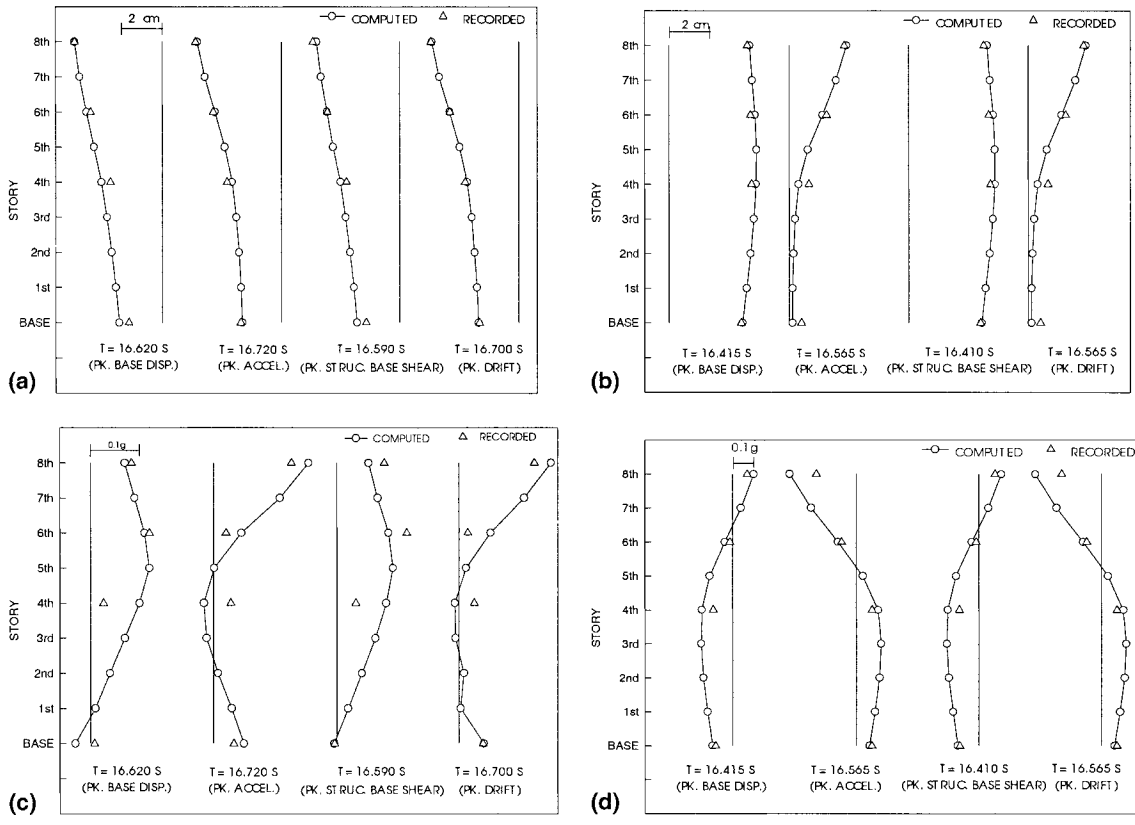 2 cm
COMPUTED RECORDED
8th
7th
6th
5th
4th
3rd
2nd
1st
BASE
STORY
T = 16.620 S
(PK. BASE DISP.)
T = 16.720 S
(PK. ACCEL.)
T = 16.590 S
(PK. STRUC. BASE SHEAR)
T = 16.700 S
(PK. DRIFT)
(a)
COMPUTED RECORDED
2 cm
8th
7th
6th
5th
4th
3rd
2nd
1st
BASE
STORY
T = 16.415 S
(PK. BASE DISP.)
T = 16.565 S
(PK. ACCEL.)
T = 16.410 S
(PK. STRUC. BASE SHEAR)
T = 16.565 S
(PK. DRIFT)
(b)
0.1g
COMPUTED RECORDED
8th
7th
6th
5th
4th
3rd
2nd
1st
BASE
STORY
T = 16.620 S
(PK. BASE DISP.)
T = 16.720 S
(PK. ACCEL.)
T = 16.590 S
(PK. STRUC. BASE SHEAR)
T = 16.700 S
(PK. DRIFT)
(c)
0.1g
COMPUTED RECORDED
8th
7th
6th
5th
4th
3rd
2nd
1st
BASE
STORY
T = 16.415 S
(PK. BASE DISP.)
T = 16.565 S
(PK. ACCEL.)
T = 16.410 S
(PK. STRUC. BASE SHEAR)
T = 16.565 S
(PK. DRIFT)
(d)